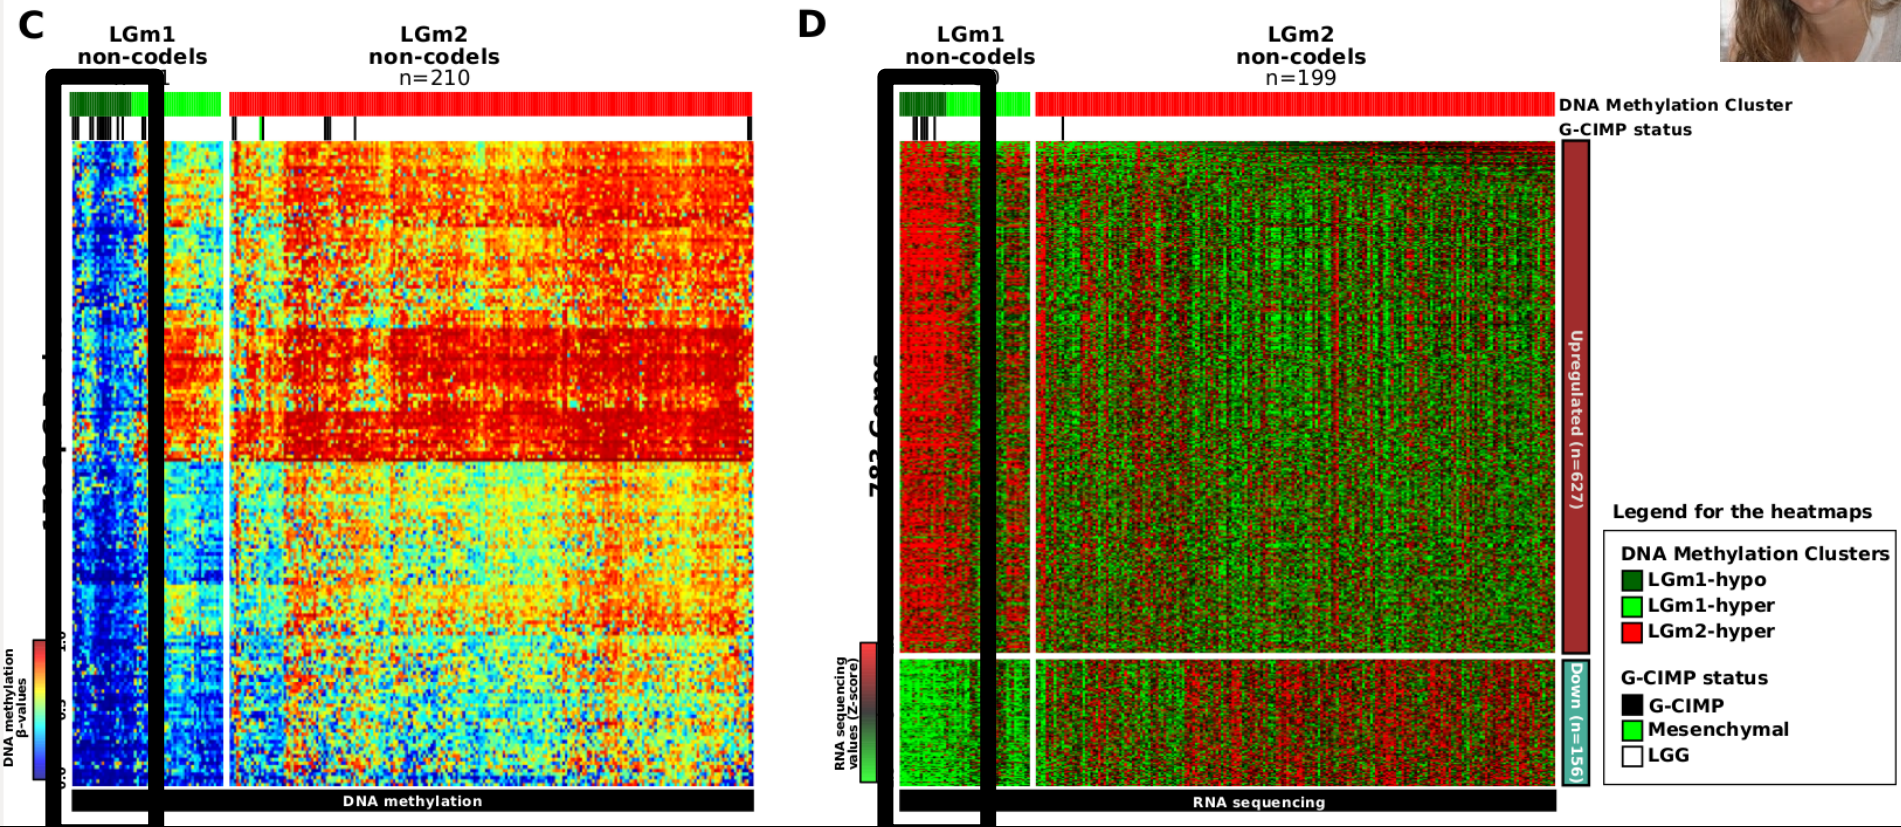 C
LGm1
non-codels
LGm2
non-codels
n=210
DNA methylation
β-values
DNA methylation
D
LGm1
non-codels
LGm2
non-codels
n=199
DNA Methylation Cluster
G-CIMP status
RNA sequencing
values (Z-score)
Upregulated (n=627)
Down (n=156)
RNA sequencing
Legend for the heatmaps
DNA Methylation Clusters
LGm1-hypo
LGm1-hyper
LGm2-hyper
G-CIMP status
G-CIMP
Mesenchymal
LGG